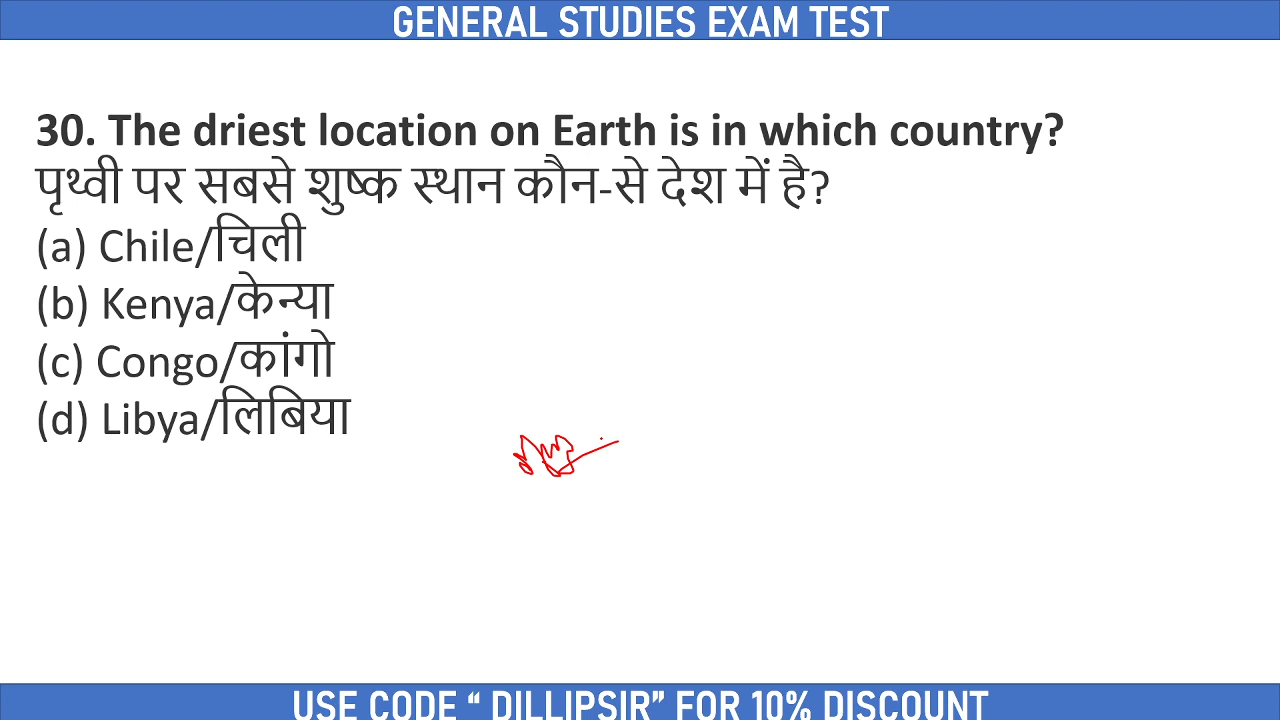 GENERAL STUDIES EXAM TEST
30. The driest location on Earth is in which country?
पृथ्वी पर सबसे शुष्क स्थान कौन-से देश में है?
(a) Chile/चिली
(b) Kenya/केन्या
(c) Congo/कांगो
(d) Libya/लिबिया
USE CODE “ DILLIPSIR” FOR 10% DISCOUNT